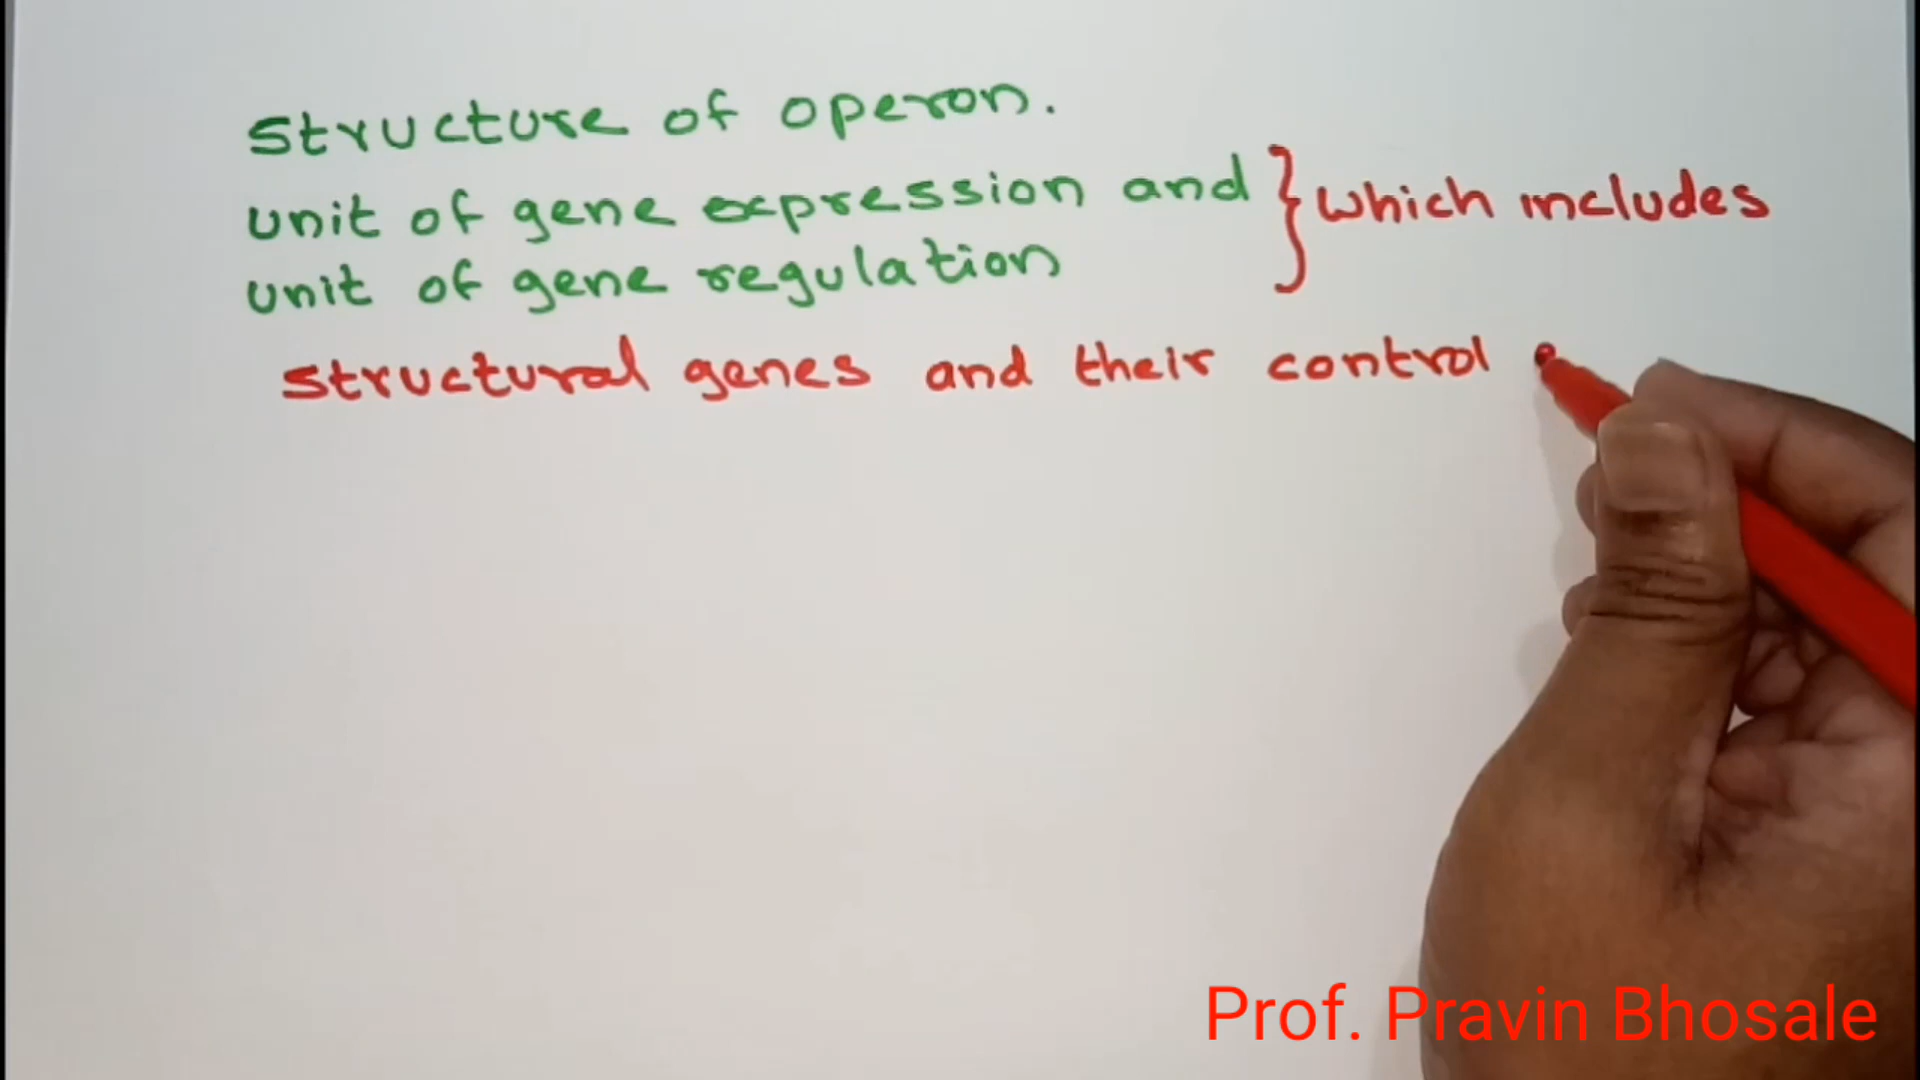 structure of operon.
unit of gene expression and } which includes
unit of gene regulation
structural genes and their control e
Prof. Pravin Bhosale